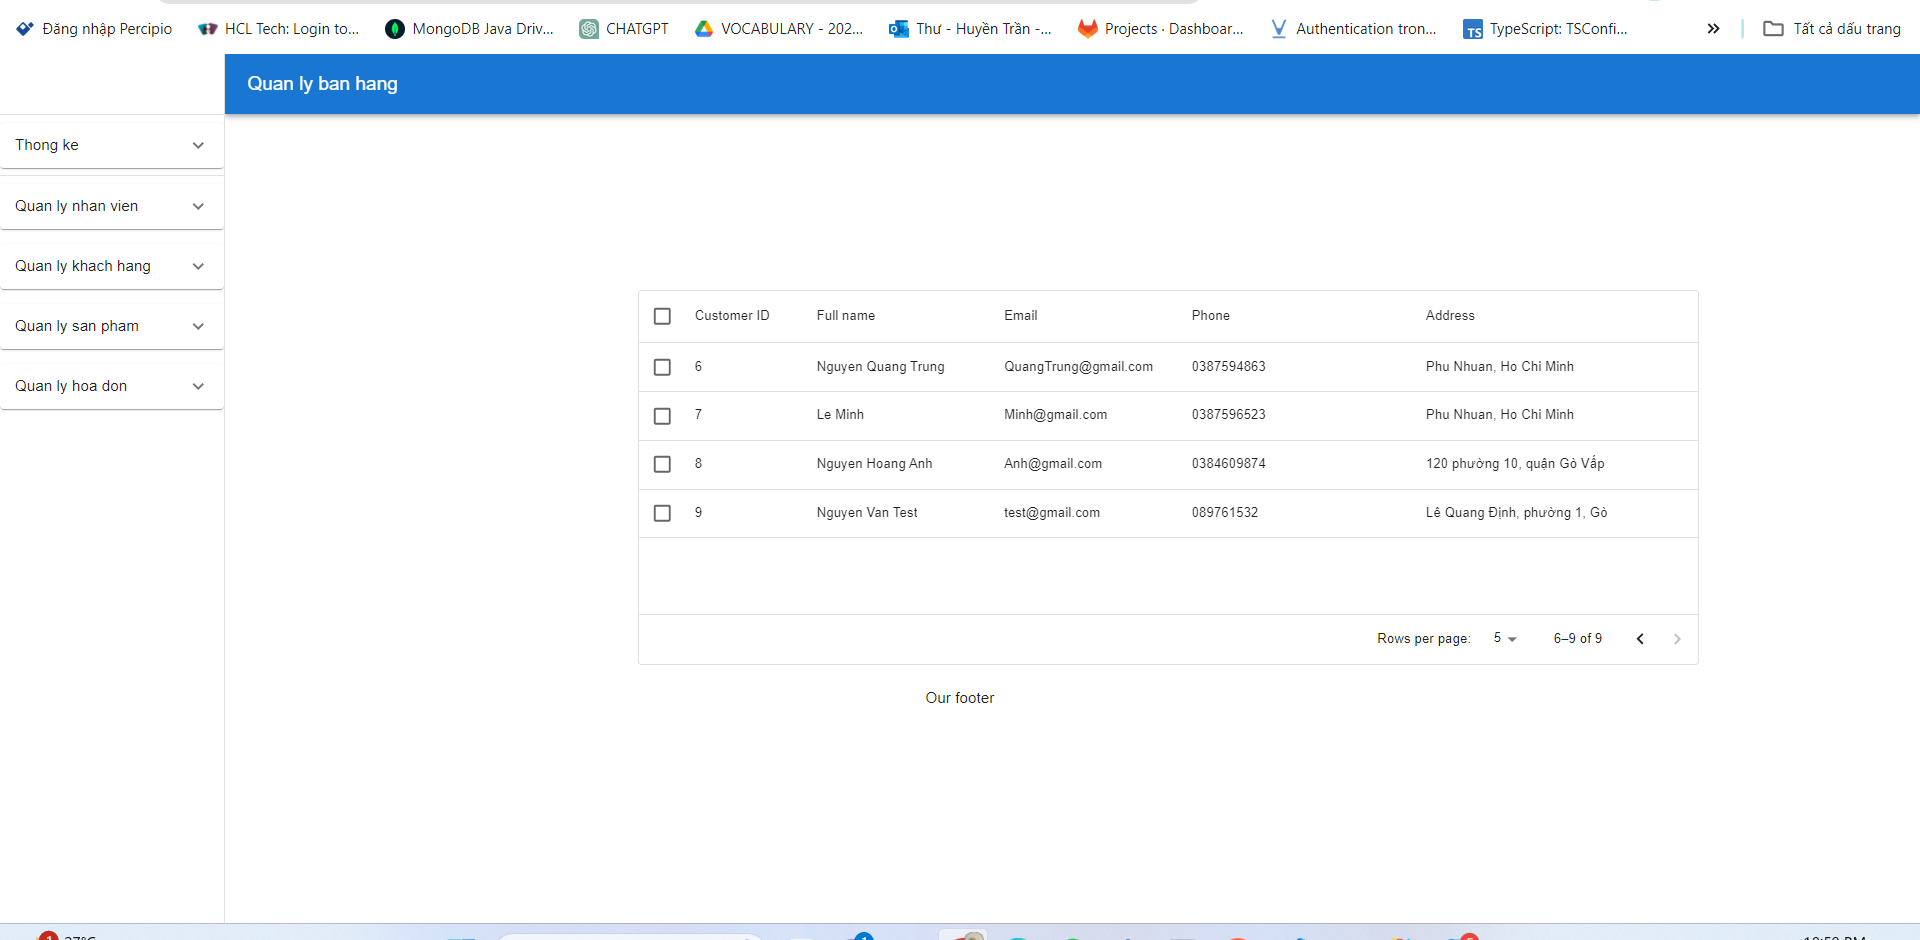 Đăng nhập Percipio HCL Tech: Login to... MongoDB Java Driv... CHATGPT VOCABULARY - 202... Thư - Huyền Trần -... Projects · Dashboar... Authentication tron... TypeScript: TSConfi... Tất cả dấu trang
Quan ly ban hang
Thong ke
Quan ly nhan vien
Quan ly khach hang
Quan ly san pham
Quan ly hoa don
Customer ID Full name Email Phone Address
6 Nguyen Quang Trung QuangTrung@gmail.com 0387594863 Phu Nhuan, Ho Chi Minh
7 Le Minh Minh@gmail.com 0387596523 Phu Nhuan, Ho Chi Minh
8 Nguyen Hoang Anh Anh@gmail.com 0384609874 120 phường 10, quận Gò Vấp
9 Nguyen Van Test test@gmail.com 089761532 Lê Quang Định, phường 1, Gò
Rows per page: 5 6–9 of 9
Our footer